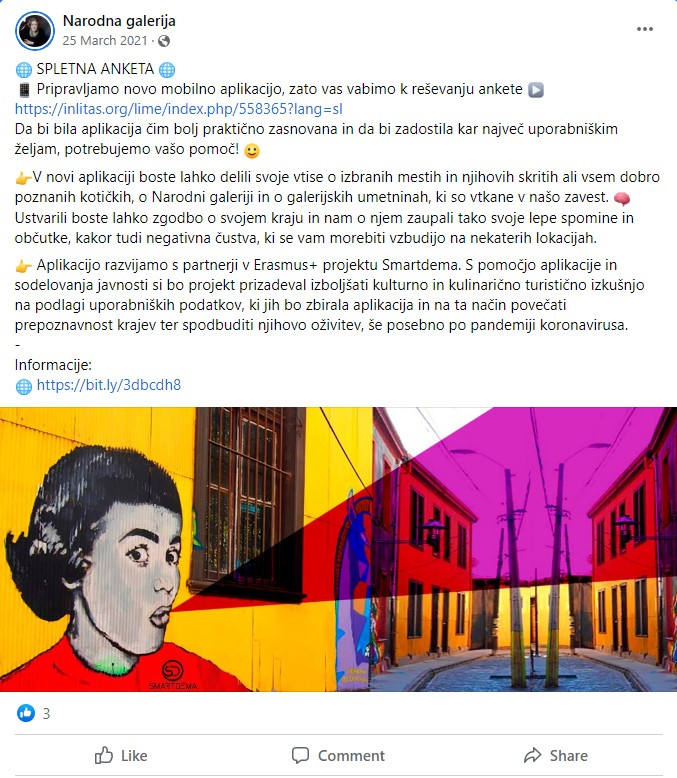 Narodna galerija
25 March 2021 ·
🌐 SPLETNA ANKETA 🌐
📱 Pripravljamo novo mobilno aplikacijo, zato vas vabimo k reševanju ankete ▶️
https://inlitas.org/lime/index.php/558365?lang=sl
Da bi bila aplikacija čim bolj praktično zasnovana in da bi zadostila kar največ uporabniškim
željam, potrebujemo vašo pomoč! 🙂
👉V novi aplikaciji boste lahko delili svoje vtise o izbranih mestih in njihovih skritih ali vsem dobro
poznanih kotičkih, o Narodni galeriji in o galerijskih umetninah, ki so vtkane v našo zavest. 🧠
Ustvarili boste lahko zgodbo o svojem kraju in nam o njem zaupali tako svoje lepe spomine in
občutke, kakor tudi negativna čustva, ki se vam morebiti vzbudijo na nekaterih lokacijah.
👉 Aplikacijo razvijamo s partnerji v Erasmus+ projektu Smartdema. S pomočjo aplikacije in
sodelovanja javnosti si bo projekt prizadeval izboljšati kulturno in kulinarično turistično izkušnjo
na podlagi uporabniških podatkov, ki jih bo zbirala aplikacija in na ta način povečati
prepoznavnost krajev ter spodbuditi njihovo oživitev, še posebno po pandemiji koronavirusa.
-
Informacije:
🌐 https://bit.ly/3dbcdh8
SMARTDEMA
3
Like
Comment
Share